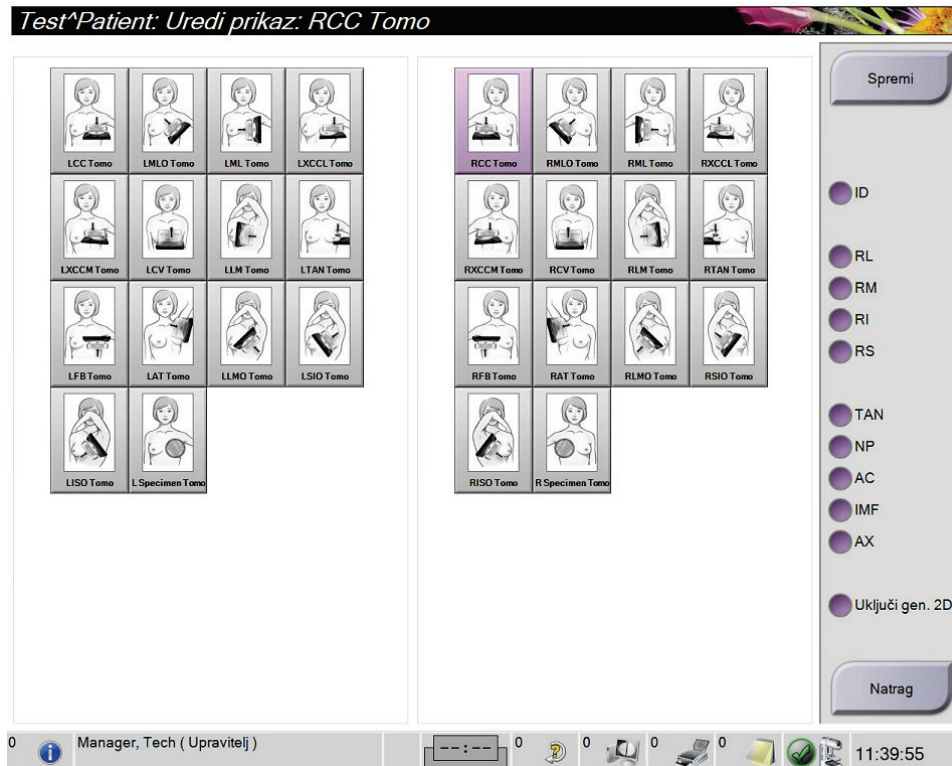 Test^Patient: Uredi prikaz: RCC Tomo
LCC Tomo LMLO Tomo LML Tomo LXCCL Tomo
LXCCM Tomo LCV Tomo LLM Tomo LTAN Tomo
LFB Tomo LAT Tomo LLMO Tomo LSIO Tomo
LISO Tomo L Specimen Tomo
RCC Tomo RMLO Tomo RML Tomo RXCCL Tomo
RXCCM Tomo RCV Tomo RLM Tomo RTAN Tomo
RFB Tomo RAT Tomo RLMO Tomo RSIO Tomo
RISO Tomo R Specimen Tomo
Spremi
ID
RL
RM
RI
RS
TAN
NP
AC
IMF
AX
Uključi gen. 2D
Natrag
0 Manager, Tech ( Upravitelj ) --:-- 0 0 0 0 11:39:55